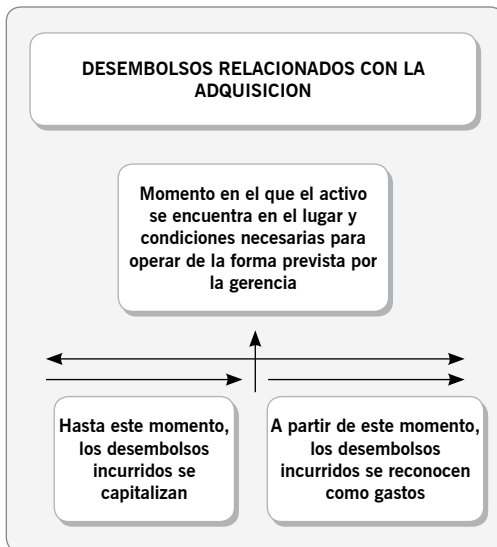 DESEMBOLSOS RELACIONADOS CON LA
ADQUISICION
Momento en el que el activo
se encuentra en el lugar y
condiciones necesarias para
operar de la forma prevista por
la gerencia
Hasta este momento,
los desembolsos
incurridos se
capitalizan
A partir de este momento,
los desembolsos
incurridos se reconocen
como gastos